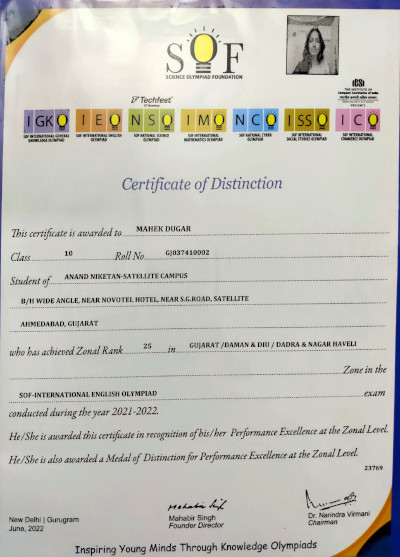 SOF
SCIENCE OLYMPIAD FOUNDATION
Techfest
ICSI
THE INSTITUTE OF
Company Secretaries of India
IGKO IEO NSO IMO NCO ISSO ICO
SOF INTERNATIONAL GENERAL KNOWLEDGE OLYMPIAD
SOF INTERNATIONAL ENGLISH OLYMPIAD
SOF NATIONAL SCIENCE OLYMPIAD
SOF INTERNATIONAL MATHEMATICS OLYMPIAD
SOF NATIONAL CYBER OLYMPIAD
SOF INTERNATIONAL SOCIAL STUDIES OLYMPIAD
SOF INTERNATIONAL COMMERCE OLYMPIAD
Certificate of Distinction
This certificate is awarded to MAHEK DUGAR
Class 10 Roll No GJ037410002
Student of ANAND NIKETAN-SATELLITE CAMPUS
B/H WIDE ANGLE, NEAR NOVOTEL HOTEL, NEAR S.G.ROAD, SATELLITE
AHMEDABAD, GUJARAT
who has achieved Zonal Rank 25 in GUJARAT /DAMAN & DIU / DADRA & NAGAR HAVELI
Zone in the
SOF-INTERNATIONAL ENGLISH OLYMPIAD exam
conducted during the year 2021-2022.
He/She is awarded this certificate in recognition of his/her Performance Excellence at the Zonal Level.
He/She is also awarded a Medal of Distinction for Performance Excellence at the Zonal Level.
23769
New Delhi | Gurugram
June, 2022
Mahabir Singh
Founder Director
Dr. Narindra Virmani
Chairman
Inspiring Young Minds Through Knowledge Olympiads